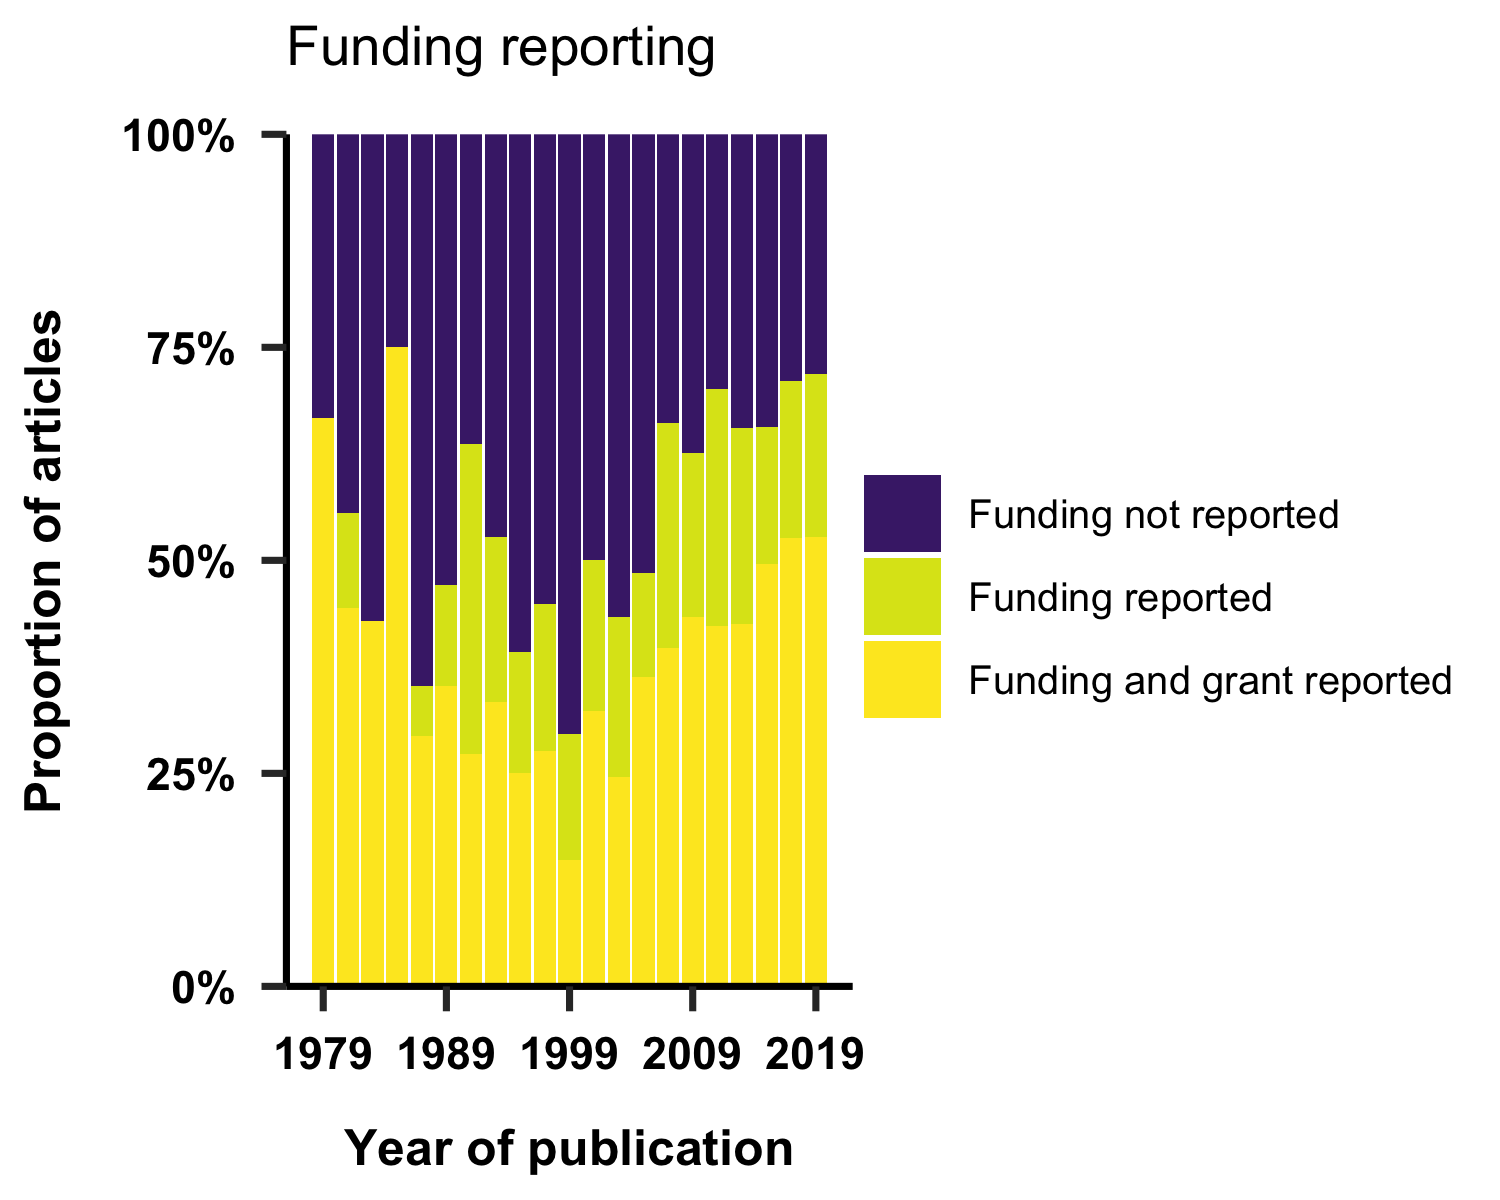 Funding reporting
100%
75%
50%
25%
0%
Proportion of articles
1979 1989 1999 2009 2019
Year of publication
Funding not reported
Funding reported
Funding and grant reported